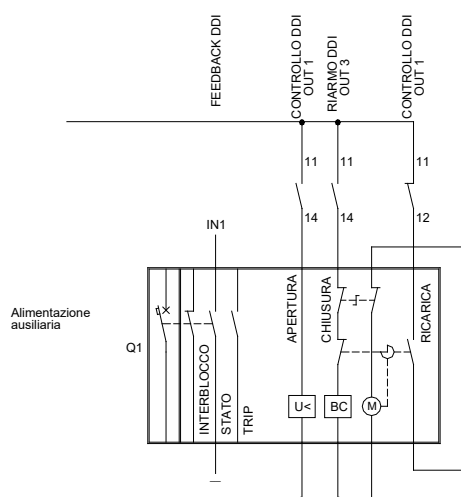 FEEDBACK DDI
CONTROLLO DDI
OUT 1
RIARMO DDI
OUT 3
CONTROLLO DDI
OUT 1
11
11
11
14
14
12
IN1
Alimentazione
ausiliaria
Q1
INTERBLOCCO
STATO
TRIP
APERTURA
CHIUSURA
RICARICA
U<
BC
M